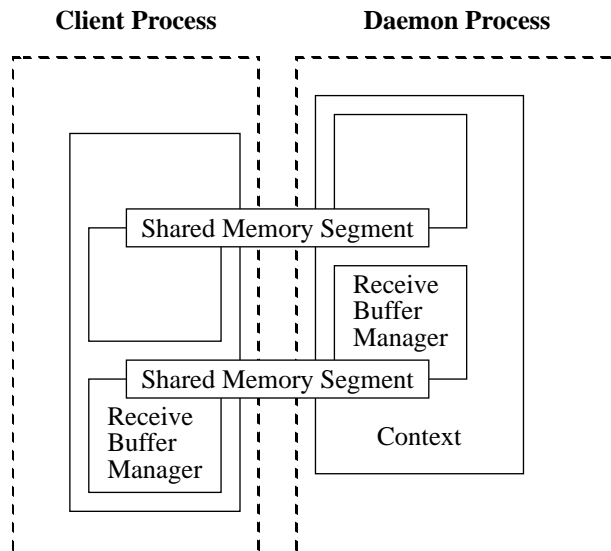 Client Process
Daemon Process
Shared Memory Segment
Receive
Buffer
Manager
Shared Memory Segment
Receive
Buffer
Manager
Context